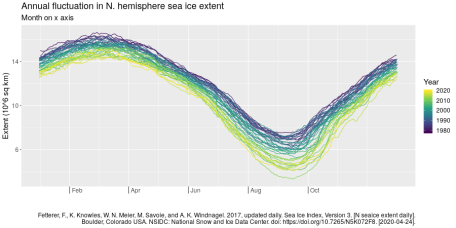 Annual fluctuation in N. hemisphere sea ice extent
Month on x axis
Extent (10^6 sq km)
14
10
6
Feb
Apr
Jun
Aug
Oct
Year
2020
2010
2000
1990
1980
Fetterer, F., K. Knowles, W. N. Meier, M. Savoie, and A. K. Windnagel. 2017, updated daily. Sea Ice Index, Version 3. [N seaice extent daily].
Boulder, Colorado USA. NSIDC: National Snow and Ice Data Center. doi: https://doi.org/10.7265/N5K072F8. [2020-04-24].